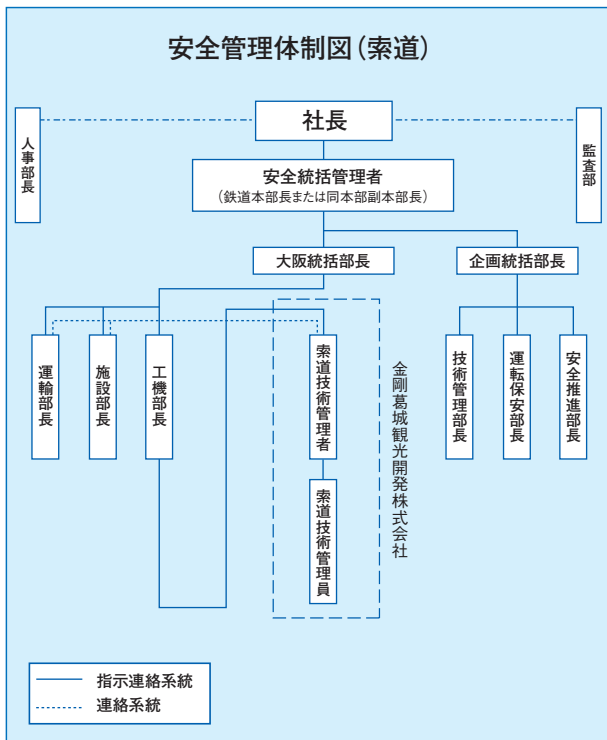 安全管理体制図(索道)
社長
人事部長
監査部
安全統括管理者
(鉄道本部長または同本部副本部長)
大阪統括部長
企画統括部長
運輸部長
施設部長
工機部長
索道技術管理者
金剛葛城観光開発株式会社
技術管理部長
運転保安部長
安全推進部長
索道技術管理員
指示連絡系統
連絡系統